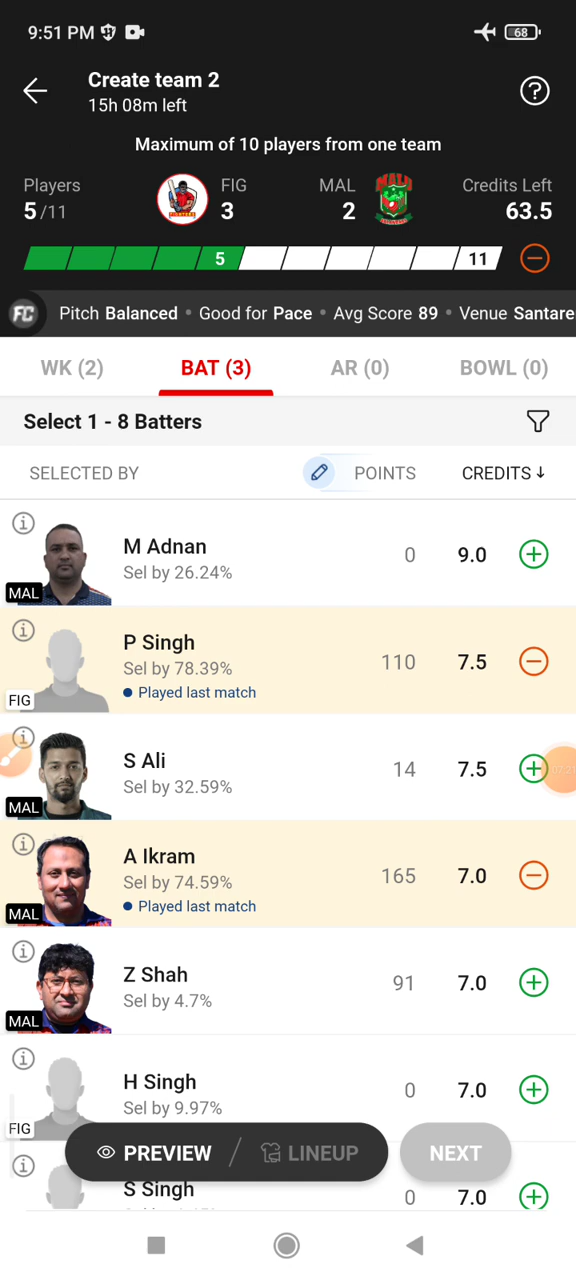 9:51 PM
68
Create team 2
15h 08m left
Maximum of 10 players from one team
Players
5/11
FIG
3
MAL
2
Credits Left
63.5
5
11
FC Pitch Balanced • Good for Pace • Avg Score 89 • Venue Santare
WK (2) BAT (3) AR (0) BOWL (0)
Select 1 - 8 Batters
SELECTED BY POINTS CREDITS↓
M Adnan
Sel by 26.24%
0 9.0
MAL
P Singh
Sel by 78.39%
Played last match
110 7.5
FIG
S Ali
Sel by 32.59%
14 7.5
MAL
A Ikram
Sel by 74.59%
Played last match
165 7.0
MAL
Z Shah
Sel by 4.7%
91 7.0
MAL
H Singh
Sel by 9.97%
0 7.0
FIG
PREVIEW / LINEUP NEXT
S Singh
0 7.0